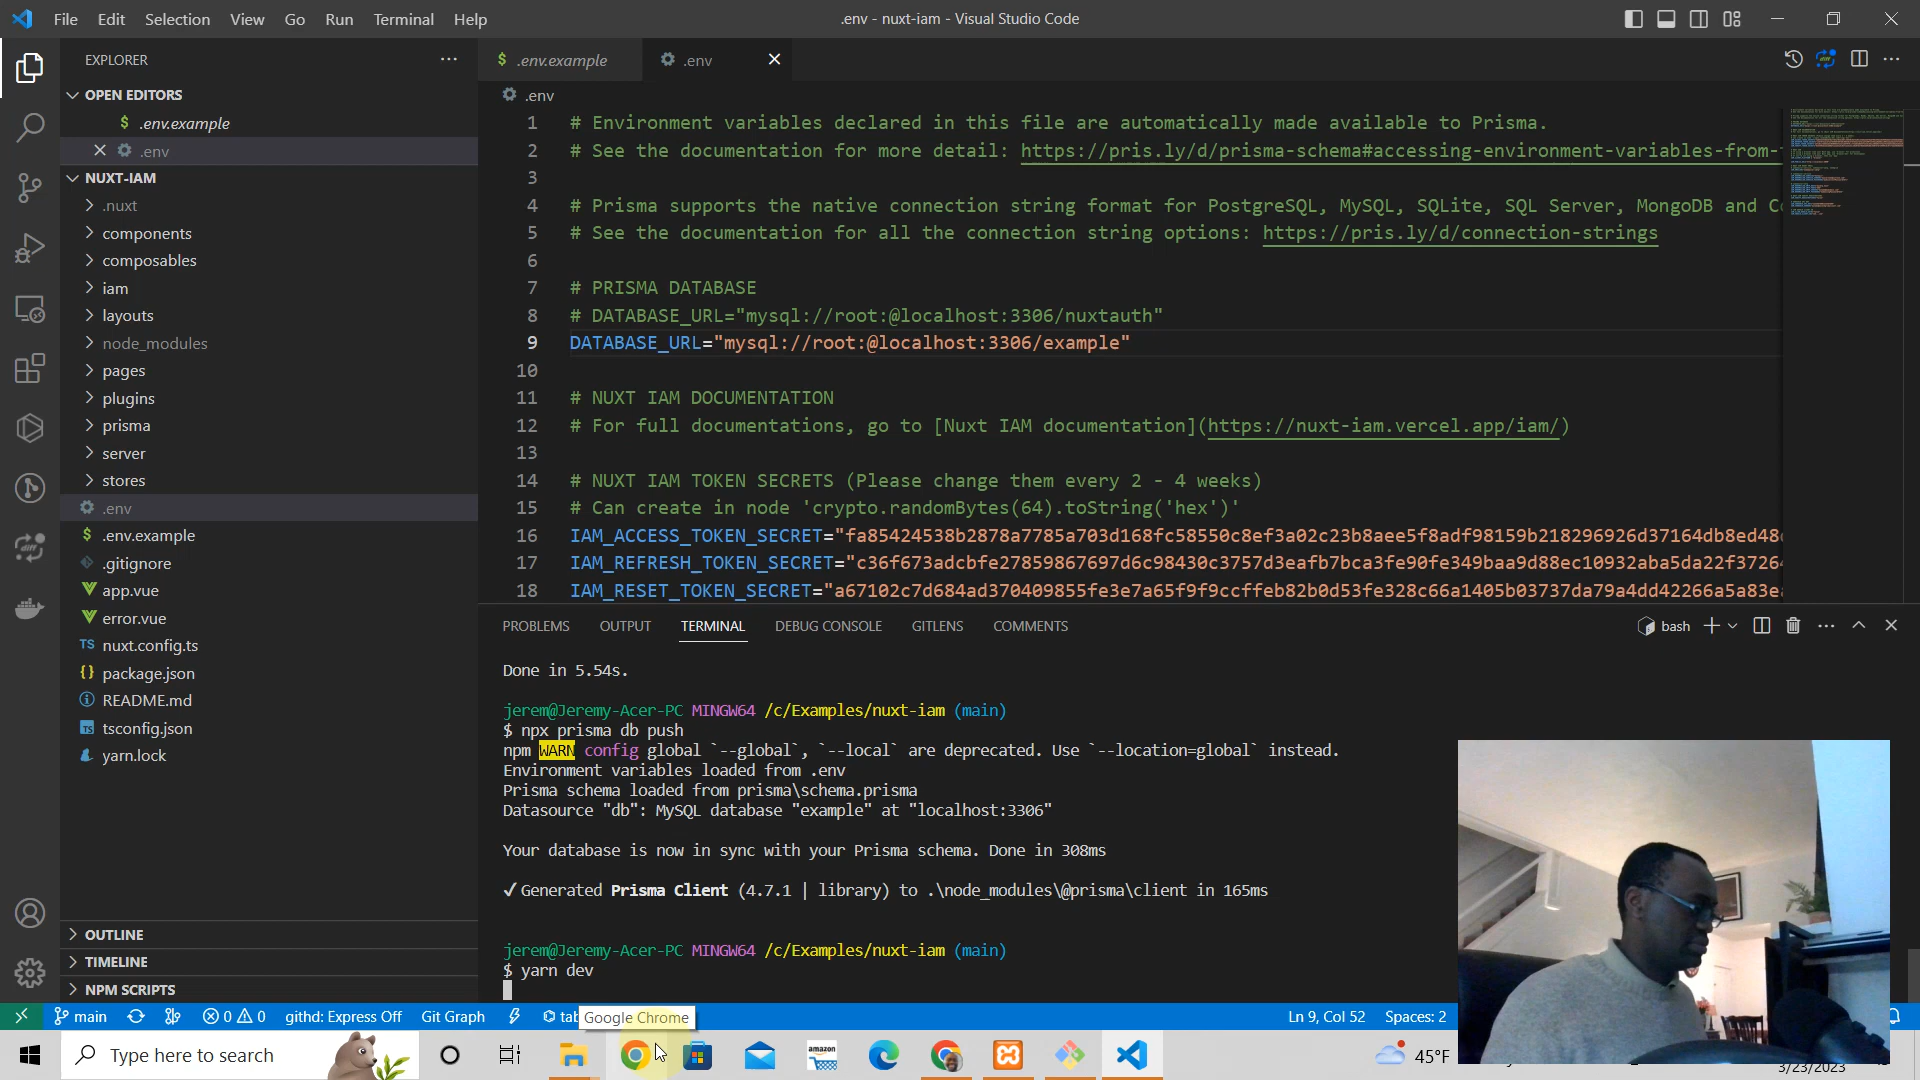 File Edit Selection View Go Run Terminal Help
.env - nuxt-iam - Visual Studio Code
EXPLORER
OPEN EDITORS
.env.example
.env
NUXT-IAM
.nuxt
components
composables
iam
layouts
node_modules
pages
plugins
prisma
server
stores
.env
.env.example
.gitignore
app.vue
error.vue
nuxt.config.ts
package.json
README.md
tsconfig.json
yarn.lock
OUTLINE
TIMELINE
NPM SCRIPTS
.env.example
.env
.env
1 # Environment variables declared in this file are automatically made available to Prisma.
2 # See the documentation for more detail: https://pris.ly/d/prisma-schema#accessing-environment-variables-from-
3
4 # Prisma supports the native connection string format for PostgreSQL, MySQL, SQLite, SQL Server, MongoDB and
5 # See the documentation for all the connection string options: https://pris.ly/d/connection-strings
6
7 # PRISMA DATABASE
8 # DATABASE_URL="mysql://root:@localhost:3306/nuxtauth"
9 DATABASE_URL="mysql://root:@localhost:3306/example"
10
11 # NUXT IAM DOCUMENTATION
12 # For full documentations, go to [Nuxt IAM documentation](https://nuxt-iam.vercel.app/iam/)
13
14 # NUXT IAM TOKEN SECRETS (Please change them every 2 - 4 weeks)
15 # Can create in node 'crypto.randomBytes(64).toString('hex')'
16 IAM_ACCESS_TOKEN_SECRET="fa85424538b2878a7785a703d168fc58550c8ef3a02c23b8aee5f8adf98159b218296926d37164db8ed48
17 IAM_REFRESH_TOKEN_SECRET="c36f673adcbfe27859867697d6c98430c3757d3eafb7bca3fe90fe349baa9d88ec10932aba5da22f3726
18 IAM_RESET_TOKEN_SECRET="a67102c7d684ad370409855fe3e7a65f9f9ccffeb82b0d53fe328c66a1405b03737da79a4dd42266a5a83e
PROBLEMS OUTPUT TERMINAL DEBUG CONSOLE GITLENS COMMENTS
bash
Done in 5.54s.
jerem@Jeremy-Acer-PC MINGW64 /c/Examples/nuxt-iam (main)
$ npx prisma db push
npm WARN config global `--global`, `--local` are deprecated. Use `--location=global` instead.
Environment variables loaded from .env
Prisma schema loaded from prisma\schema.prisma
Datasource "db": MySQL database "example" at "localhost:3306"
Your database is now in sync with your Prisma schema. Done in 308ms
✓Generated Prisma Client (4.7.1 | library) to .\node_modules\@prisma\client in 165ms
jerem@Jeremy-Acer-PC MINGW64 /c/Examples/nuxt-iam (main)
$ yarn dev
main 0 0 githd: Express Off Git Graph Ln 9, Col 52 Spaces: 2
Google Chrome
Type here to search
amazon
45°F
3/23/2023